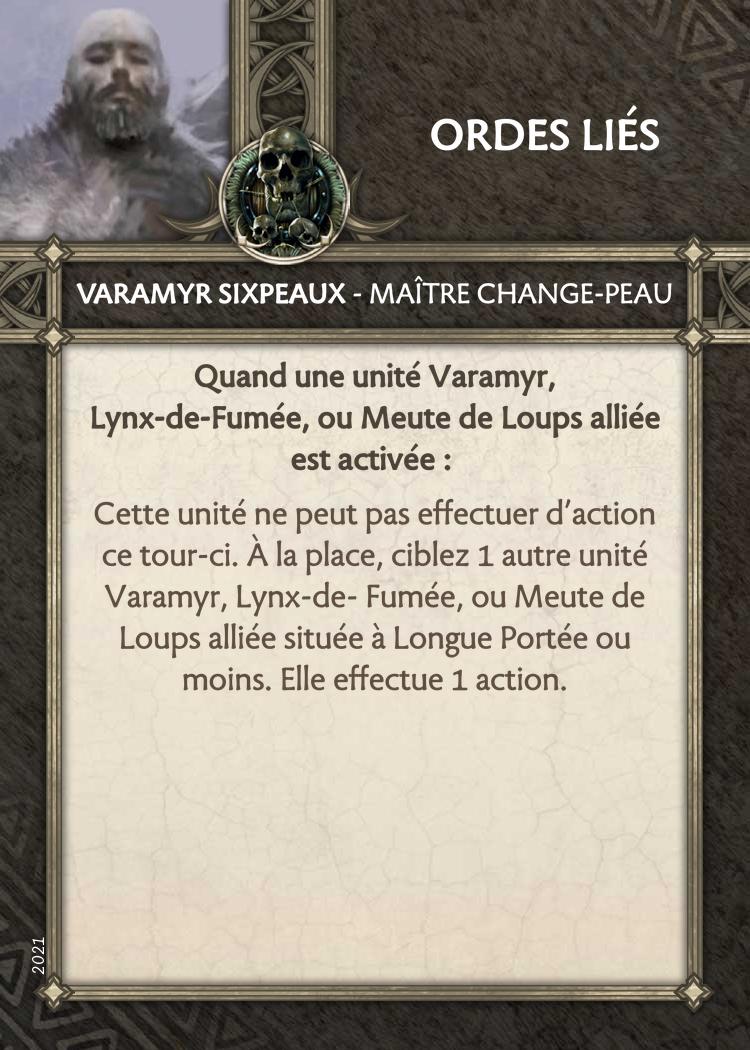 ORDES LIÉS
VARAMYR SIXPEAUX - MAÎTRE CHANGE-PEAU
Quand une unité Varamyr,
Lynx-de-Fumée, ou Meute de Loups alliée
est activée :
Cette unité ne peut pas effectuer d’action
ce tour-ci. À la place, ciblez 1 autre unité
Varamyr, Lynx-de- Fumée, ou Meute de
Loups alliée située à Longue Portée ou
moins. Elle effectue 1 action.
2021